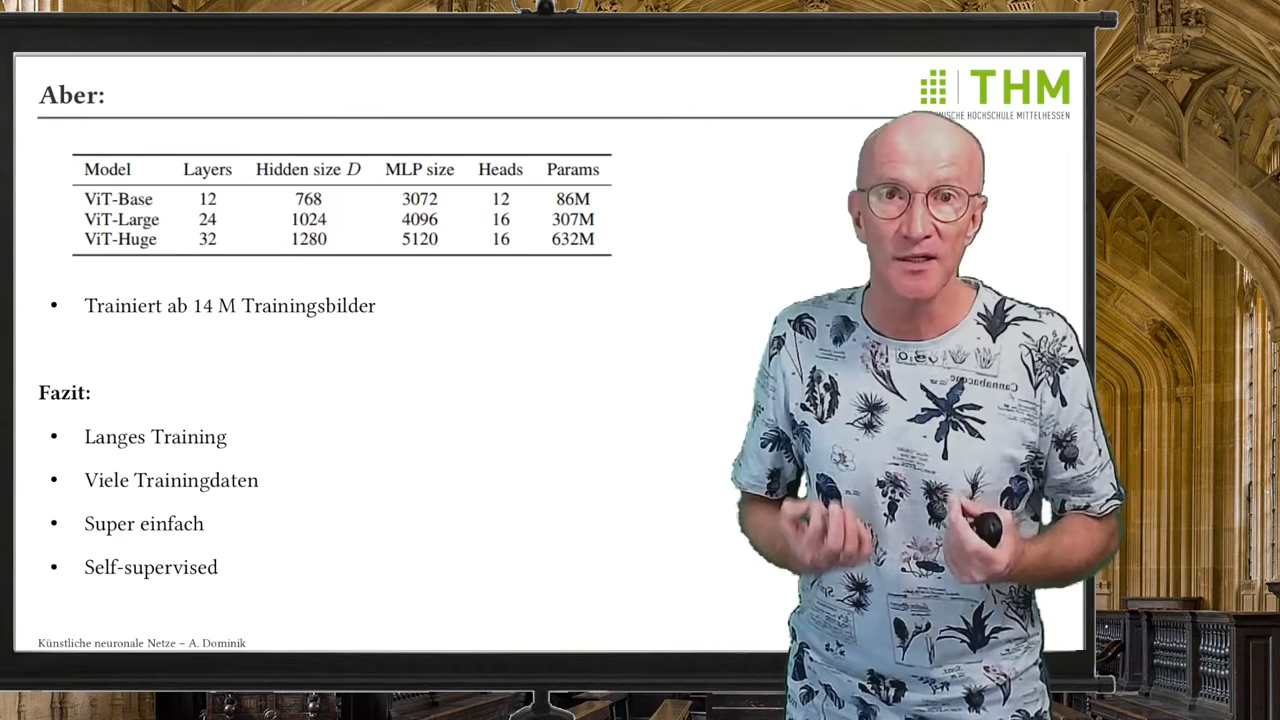 Aber:
THM
ISCHE HOCHSCHULE MITTELHESSEN
Model Layers Hidden size D MLP size Heads Params
ViT-Base 12 768 3072 12 86M
ViT-Large 24 1024 4096 16 307M
ViT-Huge 32 1280 5120 16 632M
• Trainiert ab 14 M Trainingsbilder
Cannabaceae
Fazit:
• Langes Training
• Viele Trainingdaten
• Super einfach
• Self-supervised
Künstliche neuronale Netze – A. Dominik